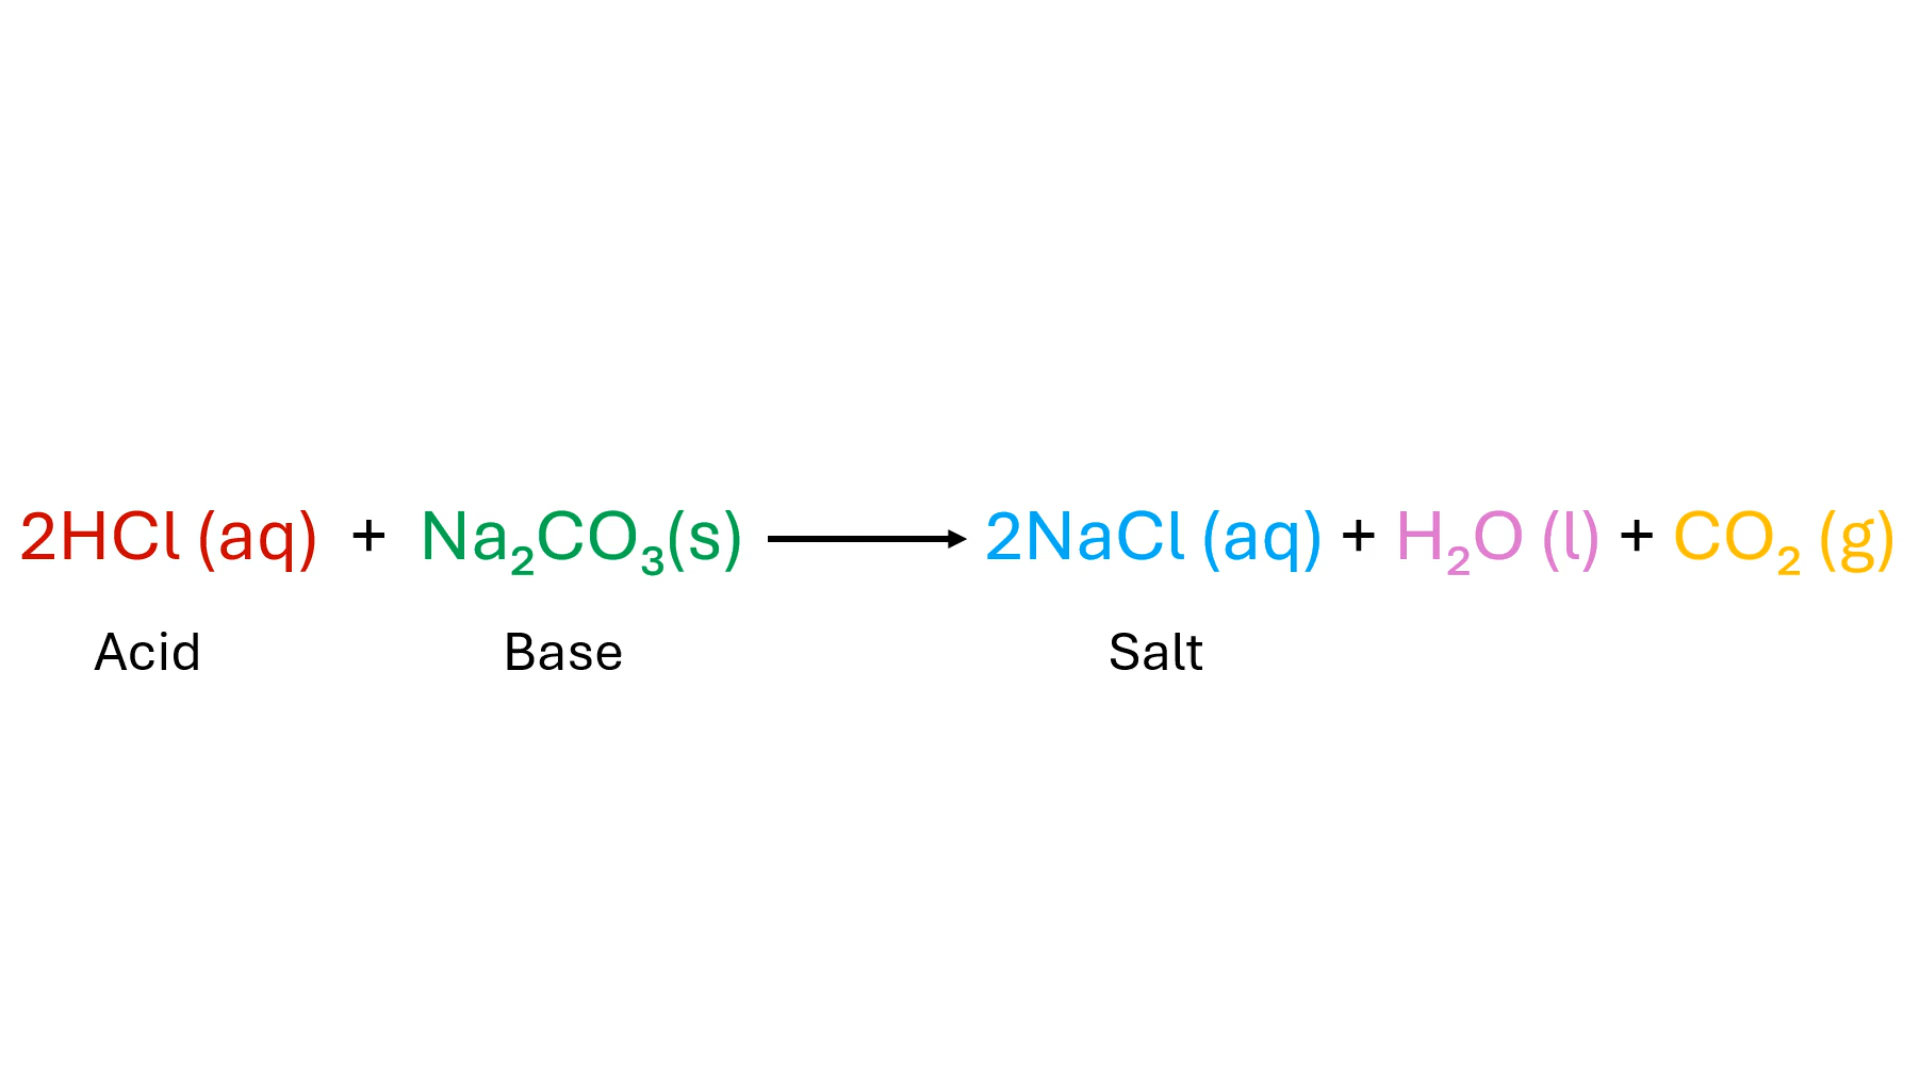 2HCl (aq) + Na₂CO₃(s) ⟶ 2NaCl (aq) + H₂O (l) + CO₂ (g)
Acid Base Salt